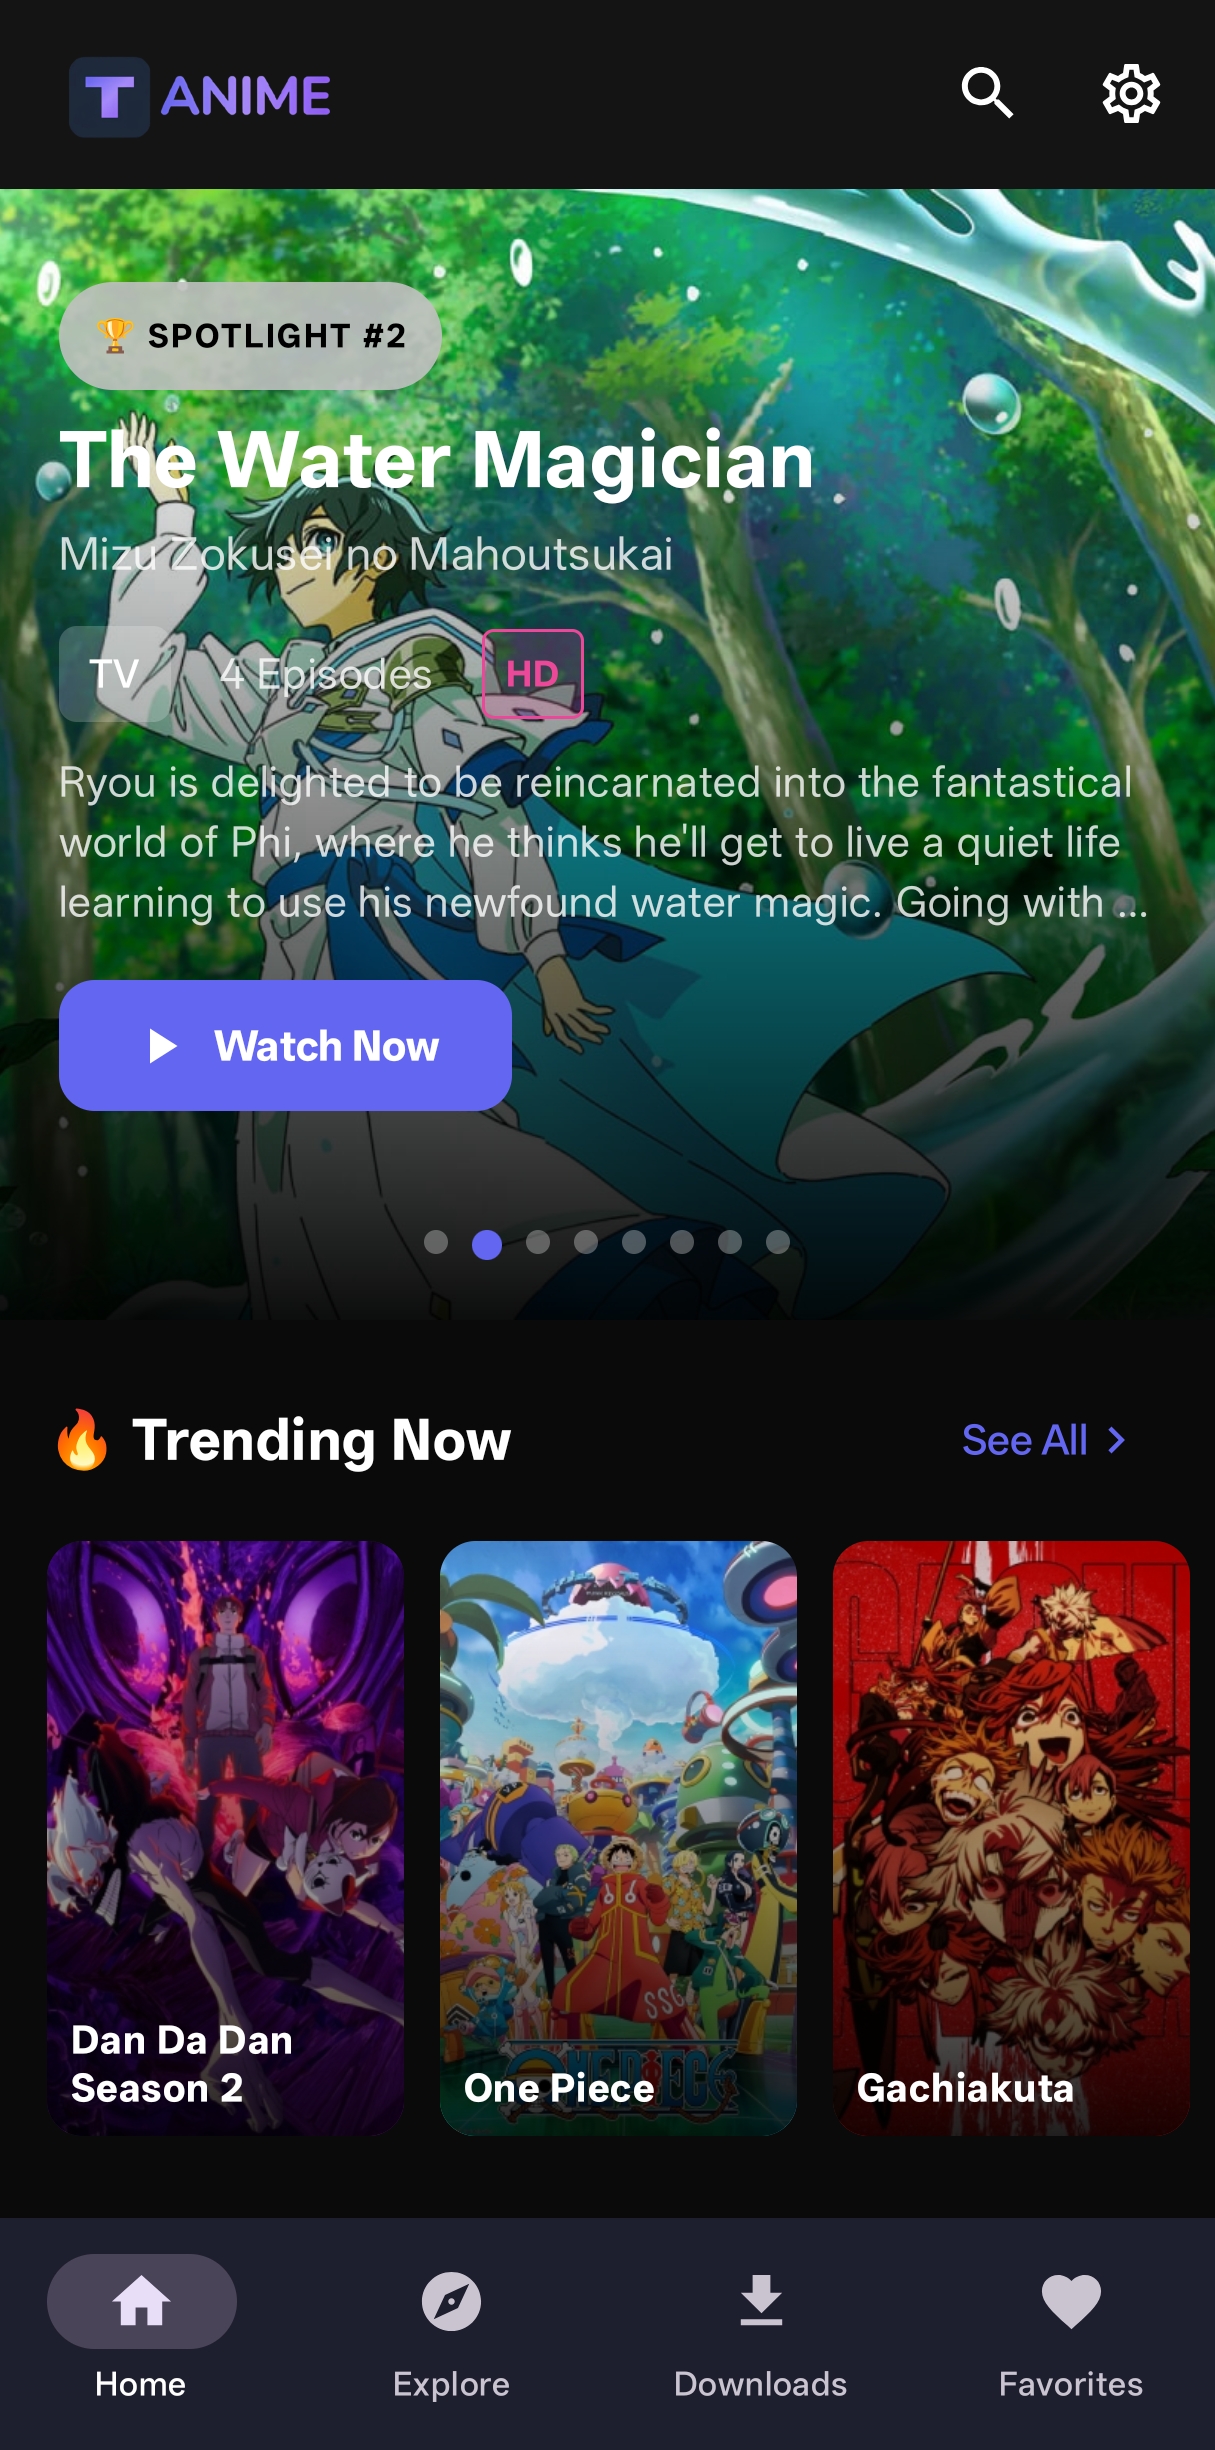 T ANIME
🏆 SPOTLIGHT #2
The Water Magician
Mizu Zokusei no Mahoutsukai
TV 4 Episodes HD
Ryou is delighted to be reincarnated into the fantastical
world of Phi, where he thinks he'll get to live a quiet life
learning to use his newfound water magic. Going with ...
Watch Now
🔥 Trending Now
See All
SSG
ONE PIECE
Dan Da Dan
Season 2
One Piece
Gachiakuta
Home
Explore
Downloads
Favorites